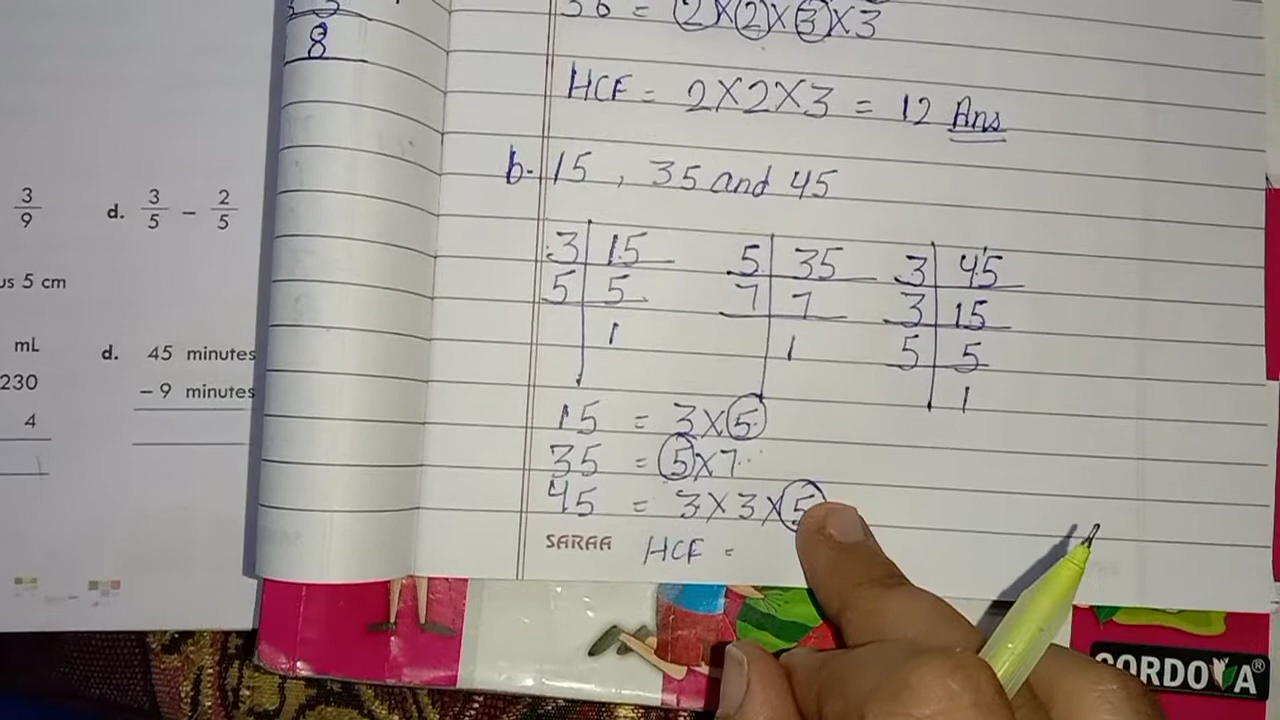 8
36 = 2×2×3×3
HCF = 2×2×3 = 12 Ans
b. 15, 35 and 45
3 15 5 35 3 45
5 5 7 7 3 15
1 1 5 5
1
15 = 3×5
35 = 5×7
45 = 3×3×5
SARAA HCF =
3/9 d. 3/5 - 2/5
us 5 cm
mL d. 45 minutes
230 - 9 minutes
4
CORDOVA®